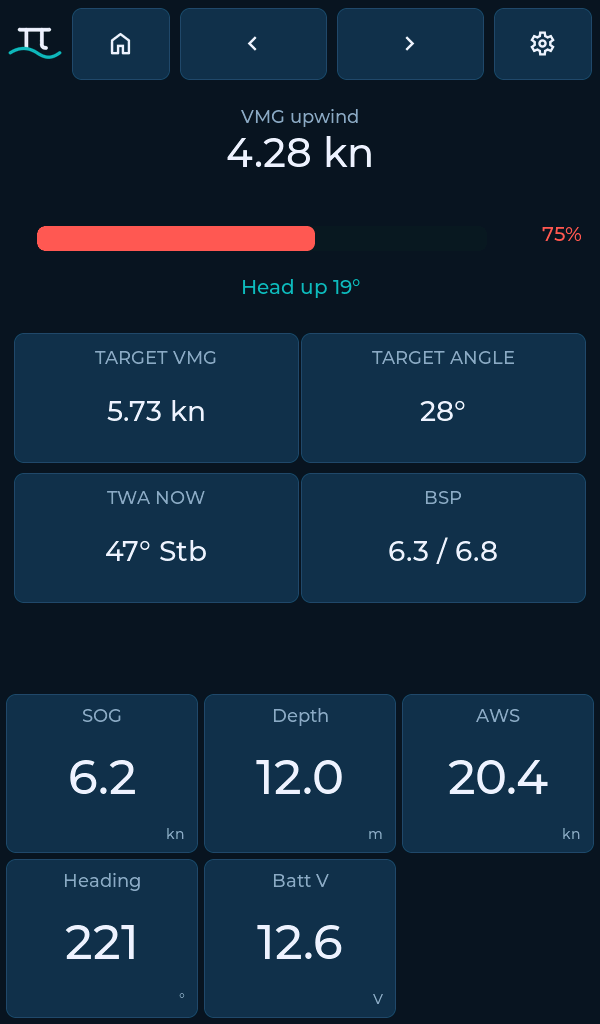 VMG upwind
4.28 kn
75%
Head up 19°
TARGET VMG
TARGET ANGLE
5.73 kn
28°
TWA NOW
BSP
47° Stb
6.3 / 6.8
SOG
Depth
AWS
6.2
12.0
20.4
kn
m
kn
Heading
Batt V
221
12.6
°
V